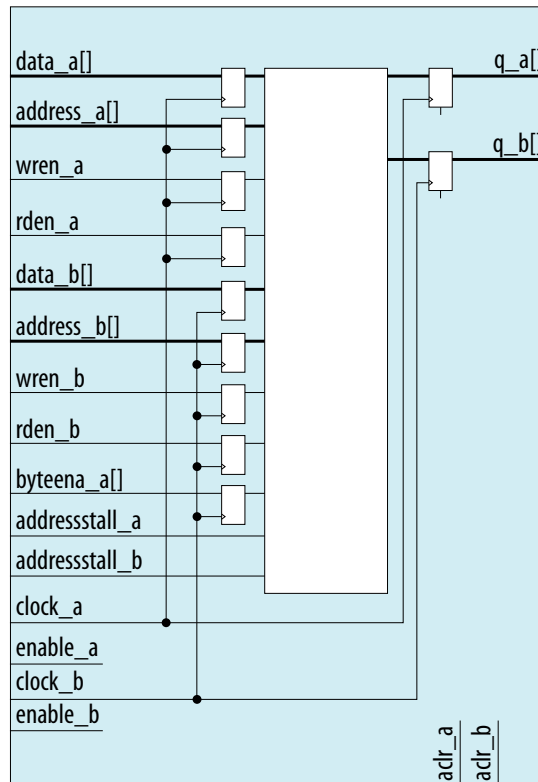 data_a[]
address_a[]
wren_a
rden_a
data_b[]
address_b[]
wren_b
rden_b
byteena_a[]
addressstall_a
addressstall_b
clock_a
enable_a
clock_b
enable_b
q_a[]
q_b[]
aclr_a
aclr_b